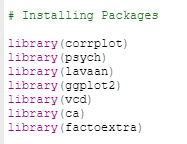 # Installing Packages
library(corrplot)
library(psych)
library(lavaan)
library(ggplot2)
library(vcd)
library(ca)
library(factoextra)